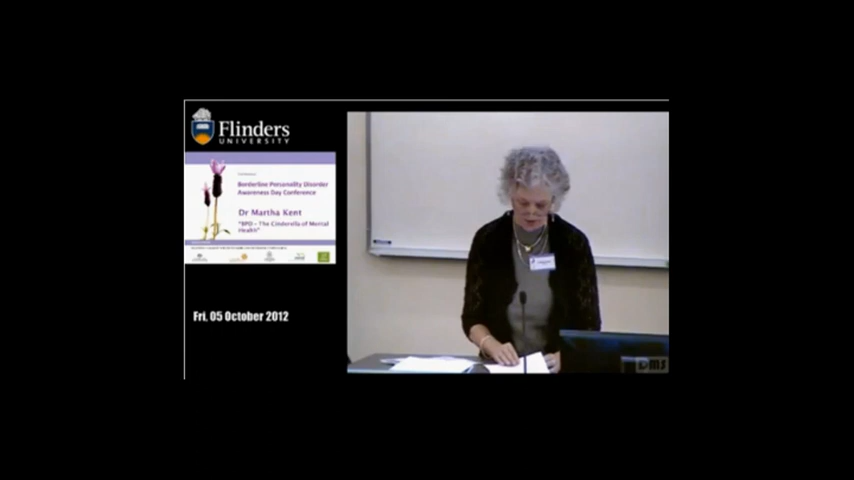 Flinders
UNIVERSITY
Borderline Personality Disorder
Awareness Day Conference
Dr Martha Kent
"BPD – The Cinderella of Mental
Health"
Fri, 05 October 2012
DMS